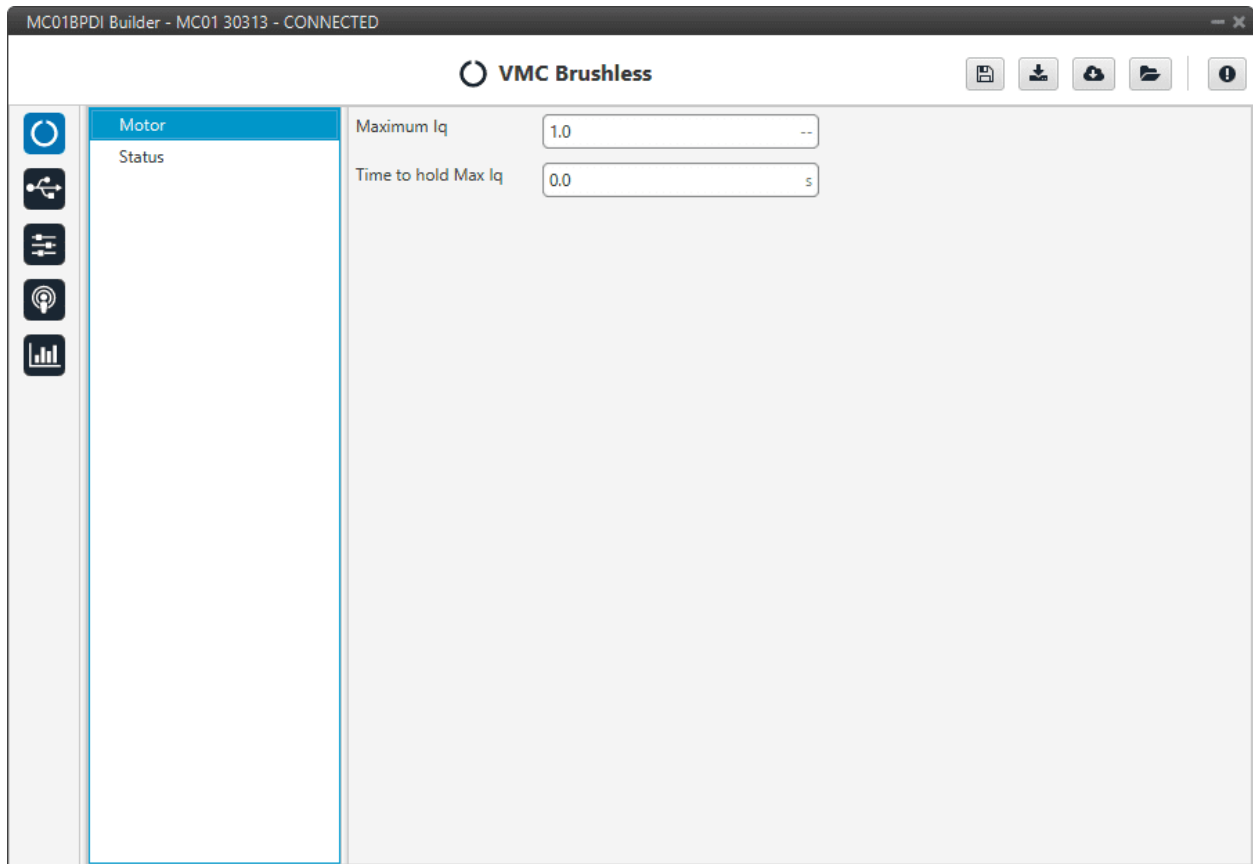 MC01BPDI Builder - MC01 30313 - CONNECTED
VMC Brushless
Motor
Status
Maximum Iq
1.0 --
Time to hold Max Iq
0.0 s